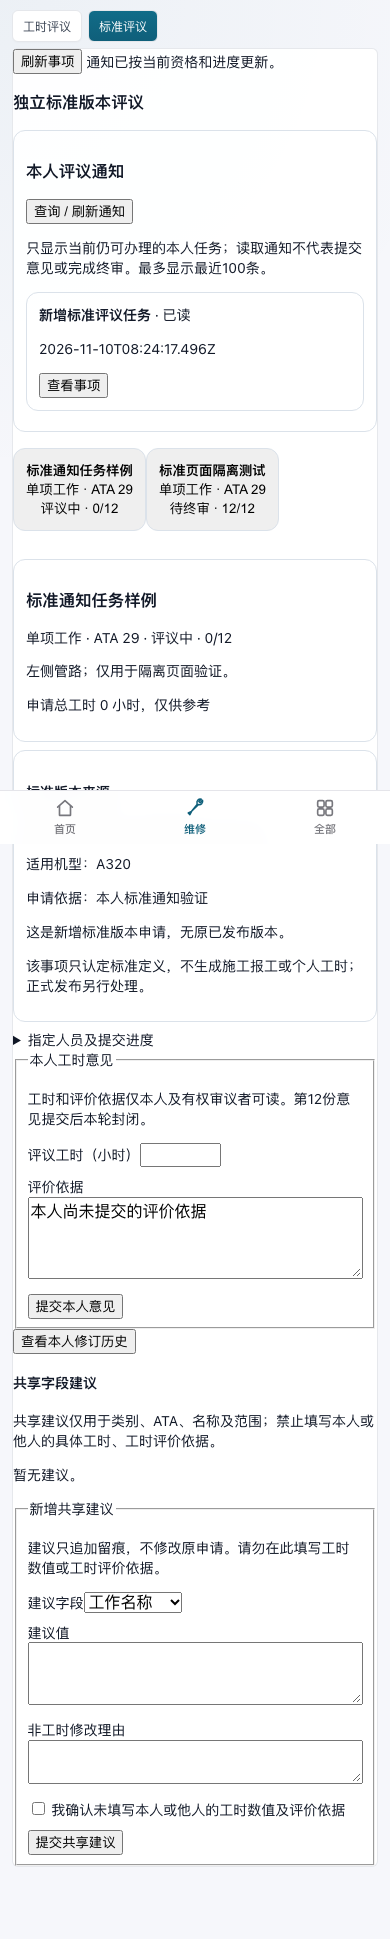 工时评议 标准评议
刷新事项 通知已按当前资格和进度更新。
独立标准版本评议
本人评议通知
查询 / 刷新通知
只显示当前仍可办理的本人任务；读取通知不代表提交
意见或完成终审。最多显示最近100条。
新增标准评议任务 · 已读
2026-11-10T08:24:17.496Z
查看事项
标准通知任务样例
单项工作 · ATA 29
评议中 · 0/12
标准页面隔离测试
单项工作 · ATA 29
待终审 · 12/12
标准通知任务样例
单项工作 · ATA 29 · 评议中 · 0/12
左侧管路；仅用于隔离页面验证。
申请总工时 0 小时，仅供参考
标准版本来源
首页 维修 全部
适用机型：A320
申请依据：本人标准通知验证
这是新增标准版本申请，无原已发布版本。
该事项只认定标准定义，不生成施工报工或个人工时；
正式发布另行处理。
指定人员及提交进度
本人工时意见
工时和评价依据仅本人及有权审议者可读。第12份意
见提交后本轮封闭。
评议工时（小时）
评价依据
本人尚未提交的评价依据
提交本人意见
查看本人修订历史
共享字段建议
共享建议仅用于类别、ATA、名称及范围；禁止填写本人或
他人的具体工时、工时评价依据。
暂无建议。
新增共享建议
建议只追加留痕，不修改原申请。请勿在此填写工时
数值或工时评价依据。
建议字段 工作名称
建议值
非工时修改理由
我确认未填写本人或他人的工时数值及评价依据
提交共享建议